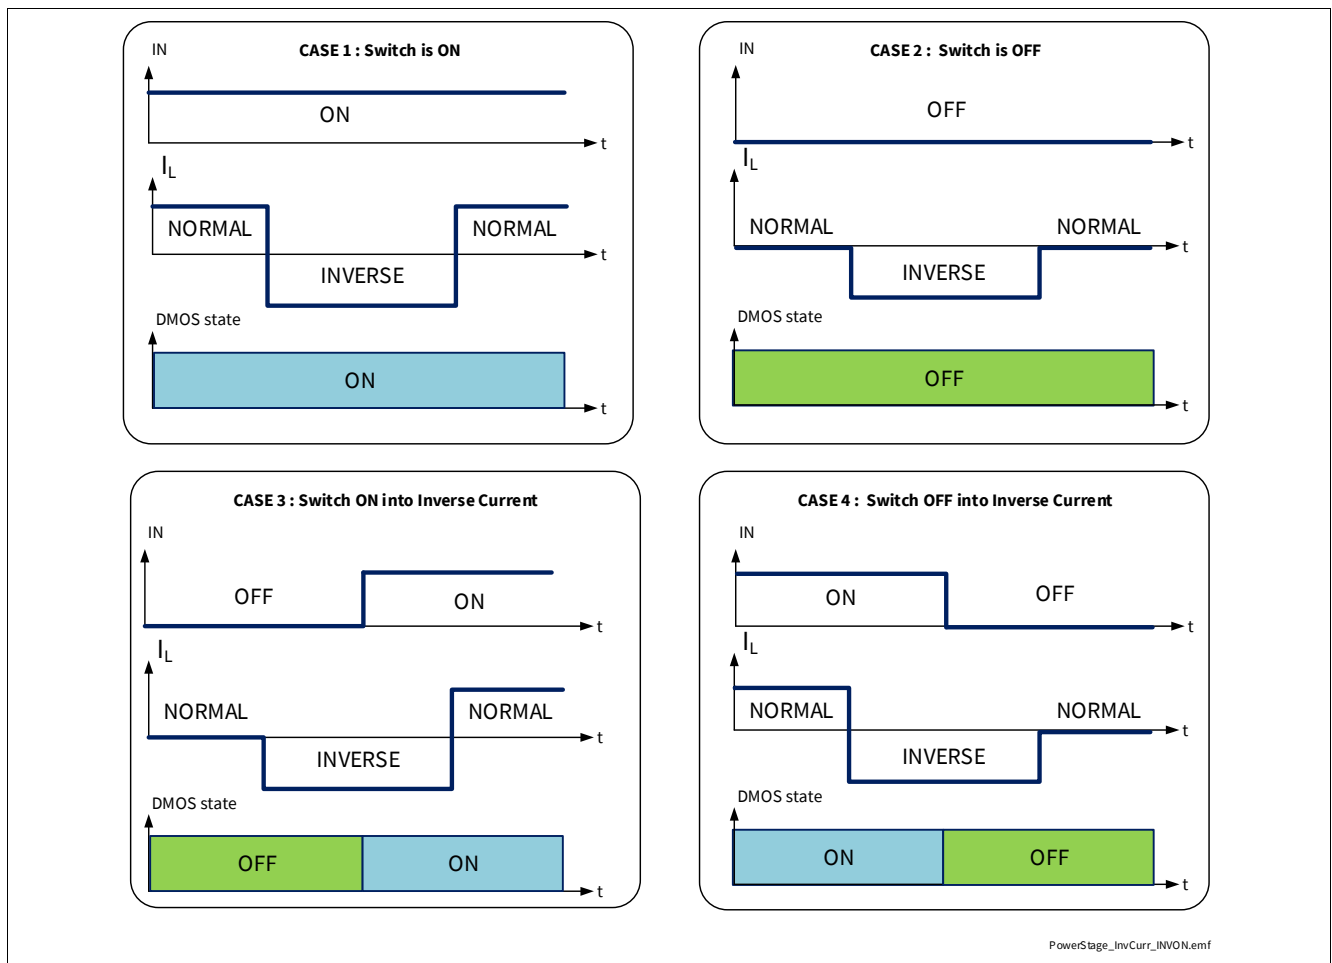 CASE 1 : Switch is ON
IN
ON
t
IL
NORMAL
NORMAL
t
INVERSE
DMOS state
ON
t
CASE 2 : Switch is OFF
IN
OFF
t
IL
NORMAL
NORMAL
t
INVERSE
DMOS state
OFF
t
CASE 3 : Switch ON into Inverse Current
IN
OFF
ON
t
IL
NORMAL
NORMAL
t
INVERSE
DMOS state
OFF
ON
t
CASE 4 : Switch OFF into Inverse Current
IN
ON
OFF
t
IL
NORMAL
NORMAL
t
INVERSE
DMOS state
ON
OFF
t
PowerStage_InvCurr_INVON.emf